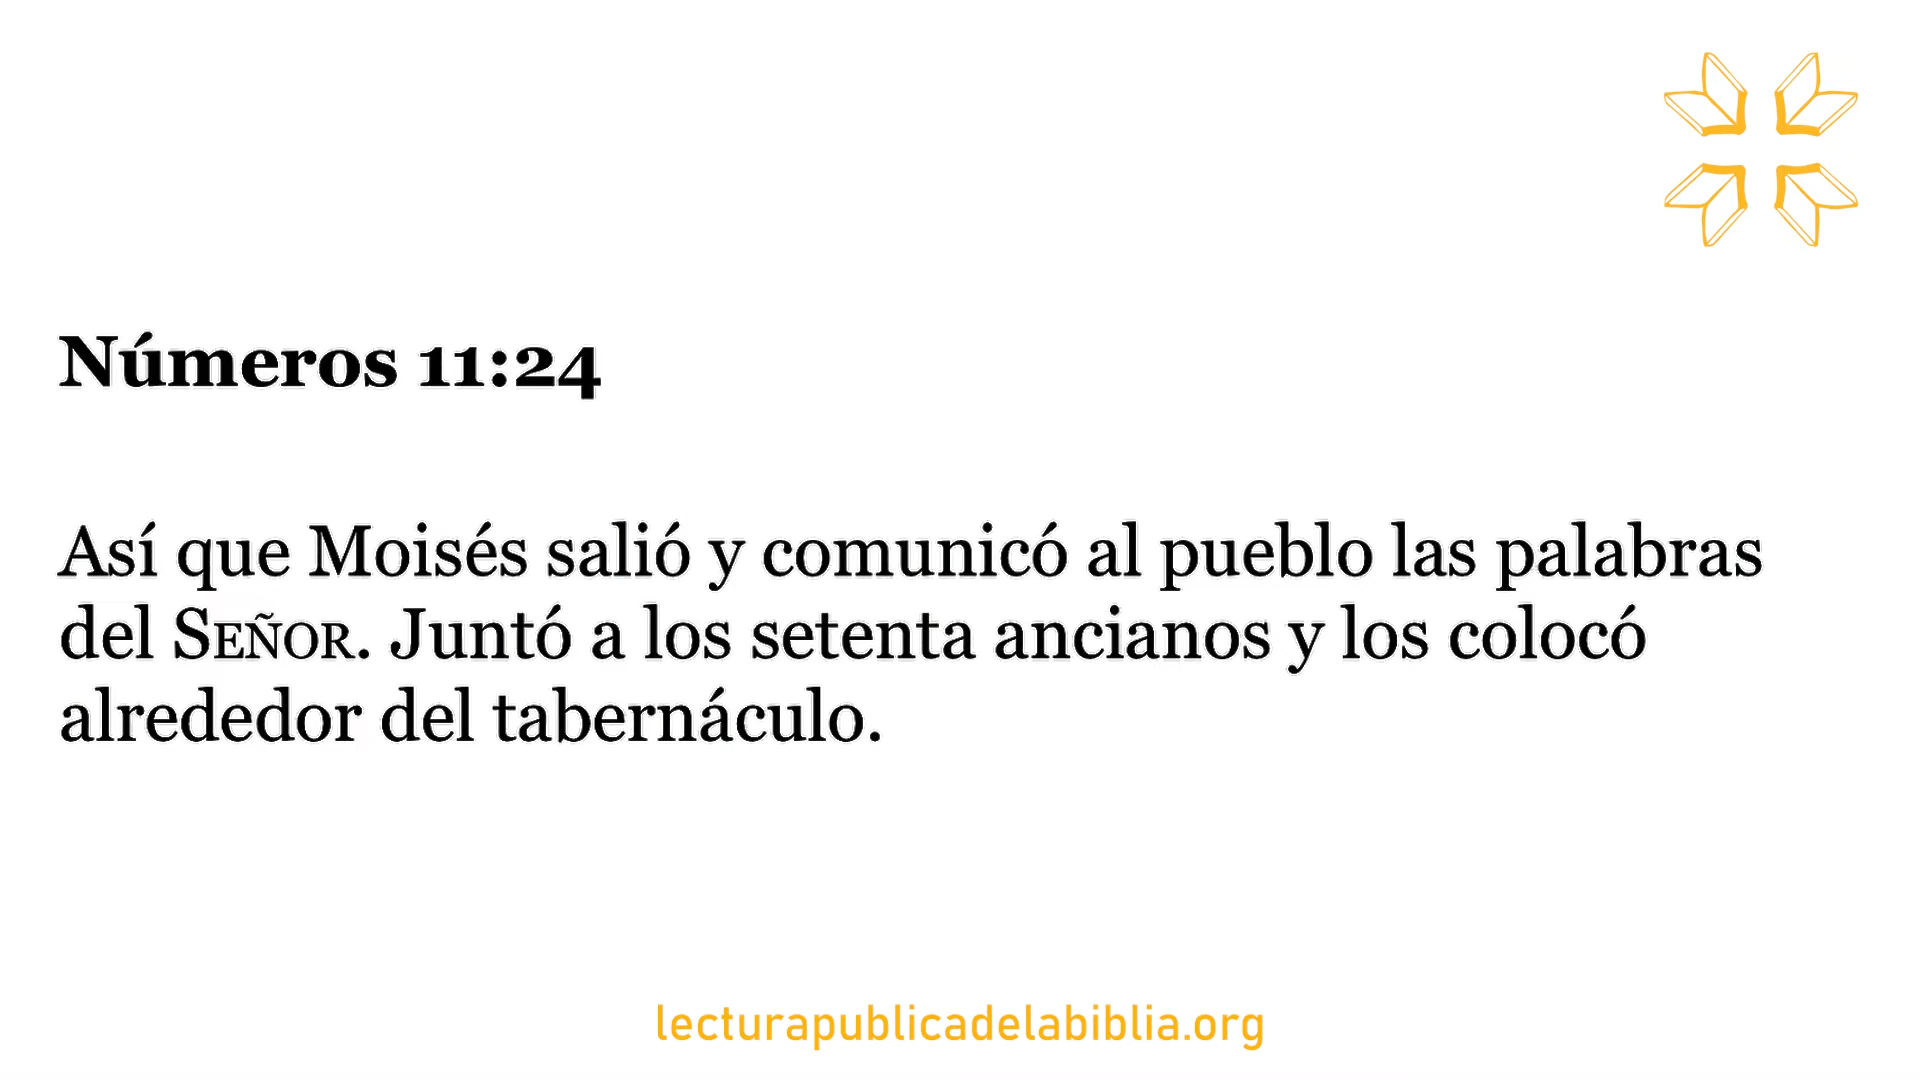 Números 11:24
Así que Moisés salió y comunicó al pueblo las palabras
del SEÑOR. Juntó a los setenta ancianos y los colocó
alrededor del tabernáculo.
lecturapublicadelabiblia.org